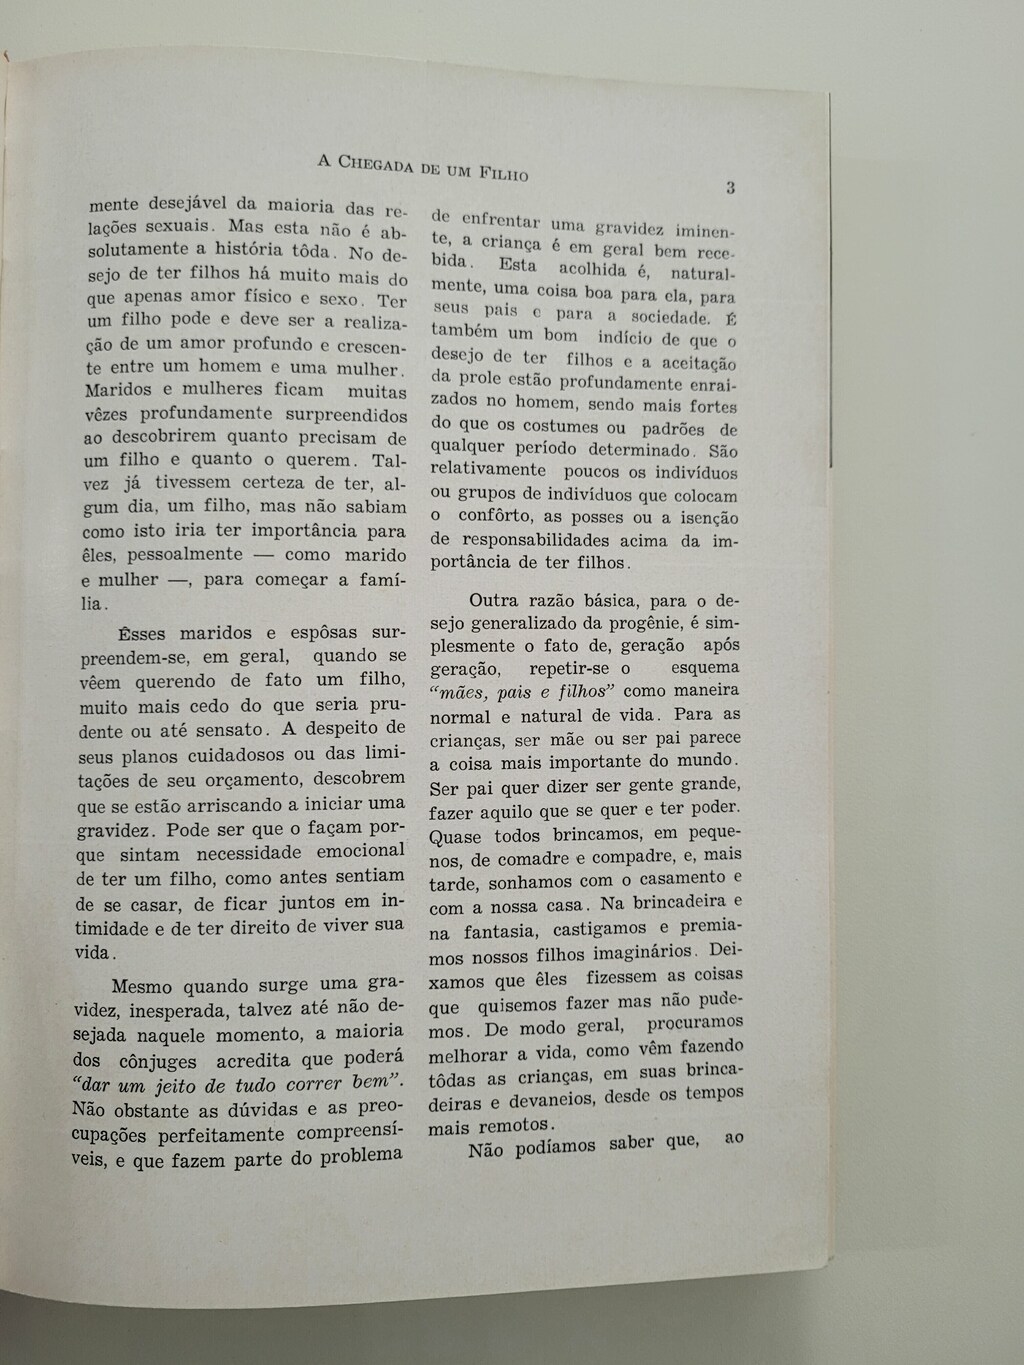 A CHEGADA DE UM FILHO
3
mente desejável da maioria das re-
lações sexuais. Mas esta não é ab-
solutamente a história tôda. No de-
sejo de ter filhos há muito mais do
que apenas amor físico e sexo. Ter
um filho pode e deve ser a realiza-
ção de um amor profundo e crescen-
te entre um homem e uma mulher.
Maridos e mulheres ficam muitas
vêzes profundamente surpreendidos
ao descobrirem quanto precisam de
um filho e quanto o querem. Tal-
vez já tivessem certeza de ter, al-
gum dia, um filho, mas não sabiam
como isto iria ter importância para
êles, pessoalmente — como marido
e mulher —, para começar a famí-
lia.
Êsses maridos e espôsas sur-
preendem-se, em geral, quando se
vêem querendo de fato um filho,
muito mais cedo do que seria pru-
dente ou até sensato. A despeito de
seus planos cuidadosos ou das limi-
tações de seu orçamento, descobrem
que se estão arriscando a iniciar uma
gravidez. Pode ser que o façam por-
que sintam necessidade emocional
de ter um filho, como antes sentiam
de se casar, de ficar juntos em in-
timidade e de ter direito de viver sua
vida.
Mesmo quando surge uma gra-
videz, inesperada, talvez até não de-
sejada naquele momento, a maioria
dos cônjuges acredita que poderá
“dar um jeito de tudo correr bem”.
Não obstante as dúvidas e as preo-
cupações perfeitamente compreensí-
veis, e que fazem parte do problema
de enfrentar uma gravidez iminen-
te, a criança é em geral bem rece-
bida. Esta acolhida é, natural-
mente, uma coisa boa para ela, para
seus pais e para a sociedade. É
também um bom indício de que o
desejo de ter filhos e a aceitação
da prole estão profundamente enrai-
zados no homem, sendo mais fortes
do que os costumes ou padrões de
qualquer período determinado. São
relativamente poucos os indivíduos
ou grupos de indivíduos que colocam
o confôrto, as posses ou a isenção
de responsabilidades acima da im-
portância de ter filhos.
Outra razão básica, para o de-
sejo generalizado da progênie, é sim-
plesmente o fato de, geração após
geração, repetir-se o esquema
“mães, pais e filhos” como maneira
normal e natural de vida. Para as
crianças, ser mãe ou ser pai parece
a coisa mais importante do mundo.
Ser pai quer dizer ser gente grande,
fazer aquilo que se quer e ter poder.
Quase todos brincamos, em peque-
nos, de comadre e compadre, e, mais
tarde, sonhamos com o casamento e
com a nossa casa. Na brincadeira e
na fantasia, castigamos e premia-
mos nossos filhos imaginários. Dei-
xamos que êles fizessem as coisas
que quisemos fazer mas não pude-
mos. De modo geral, procuramos
melhorar a vida, como vêm fazendo
tôdas as crianças, em suas brinca-
deiras e devaneios, desde os tempos
mais remotos.
Não podíamos saber que, ao